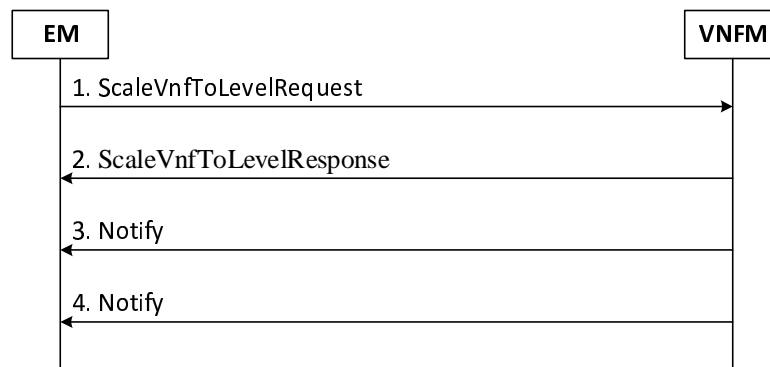 EM
VNFM
1. ScaleVnfToLevelRequest
2. ScaleVnfToLevelResponse
3. Notify
4. Notify